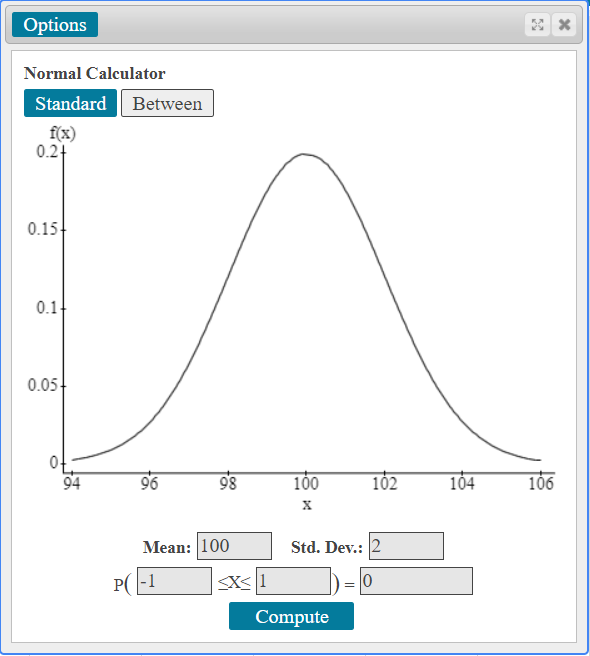 Options
Normal Calculator
Standard Between
f(x)
0.2
0.15
0.1
0.05
0
94 96 98 100 102 104 106
x
Mean: 100 Std. Dev.: 2
P( -1 ≤X≤ 1 ) = 0
Compute